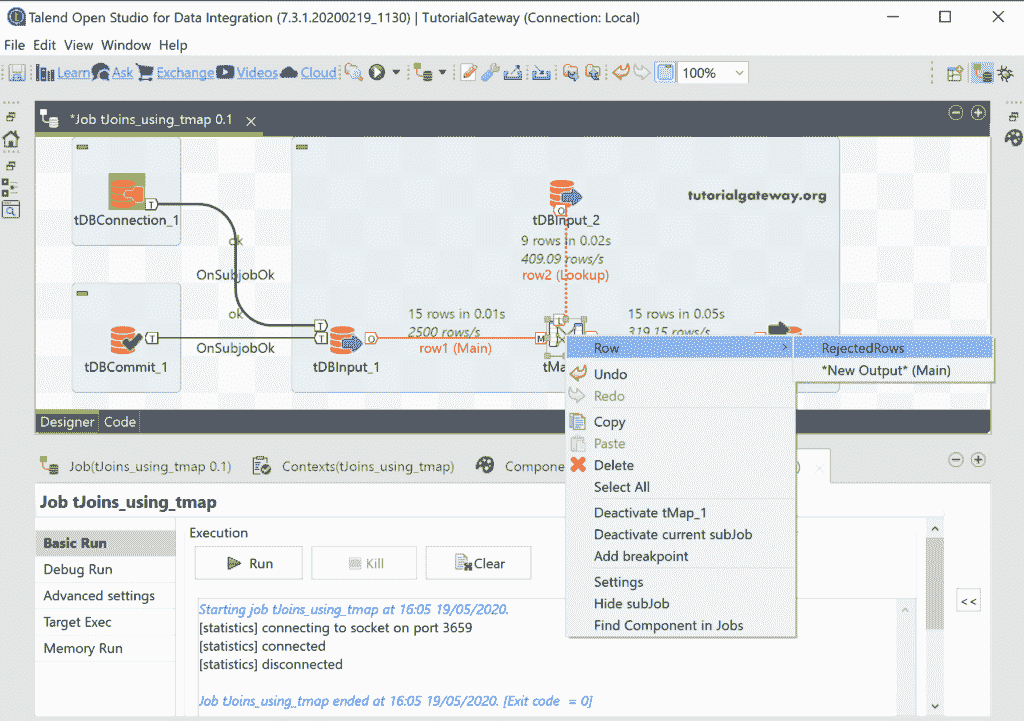 Talend Open Studio for Data Integration (7.3.1.20200219_1130) | TutorialGateway (Connection: Local)
File Edit View Window Help
Learn Ask Exchange Videos Cloud 100%
*Job tJoins_using_tmap 0.1
tutorialgateway.org
tDBConnection_1
T
ok
OnSubjobOk
O
tDBInput_2
9 rows in 0.02s
409.09 rows/s
row2 (Lookup)
ok
T
T
OnSubjobOk
T
tDBCommit_1
O
tDBInput_1
15 rows in 0.01s
2500 rows/s
row1 (Main)
M
15 rows in 0.05s
319.15 rows/s
Row
RejectedRows
*New Output* (Main)
Undo
Redo
Copy
Paste
Delete
Select All
Deactivate tMap_1
Deactivate current subJob
Add breakpoint
Settings
Hide subJob
Find Component in Jobs
Designer Code
Job(tJoins_using_tmap 0.1) Contexts(tJoins_using_tmap)
Job tJoins_using_tmap
Basic Run
Debug Run
Advanced settings
Target Exec
Memory Run
Execution
Run Kill Clear
Starting job tJoins_using_tmap at 16:05 19/05/2020.
[statistics] connecting to socket on port 3659
[statistics] connected
[statistics] disconnected
Job tJoins_using_tmap ended at 16:05 19/05/2020. [Exit code = 0]
<<